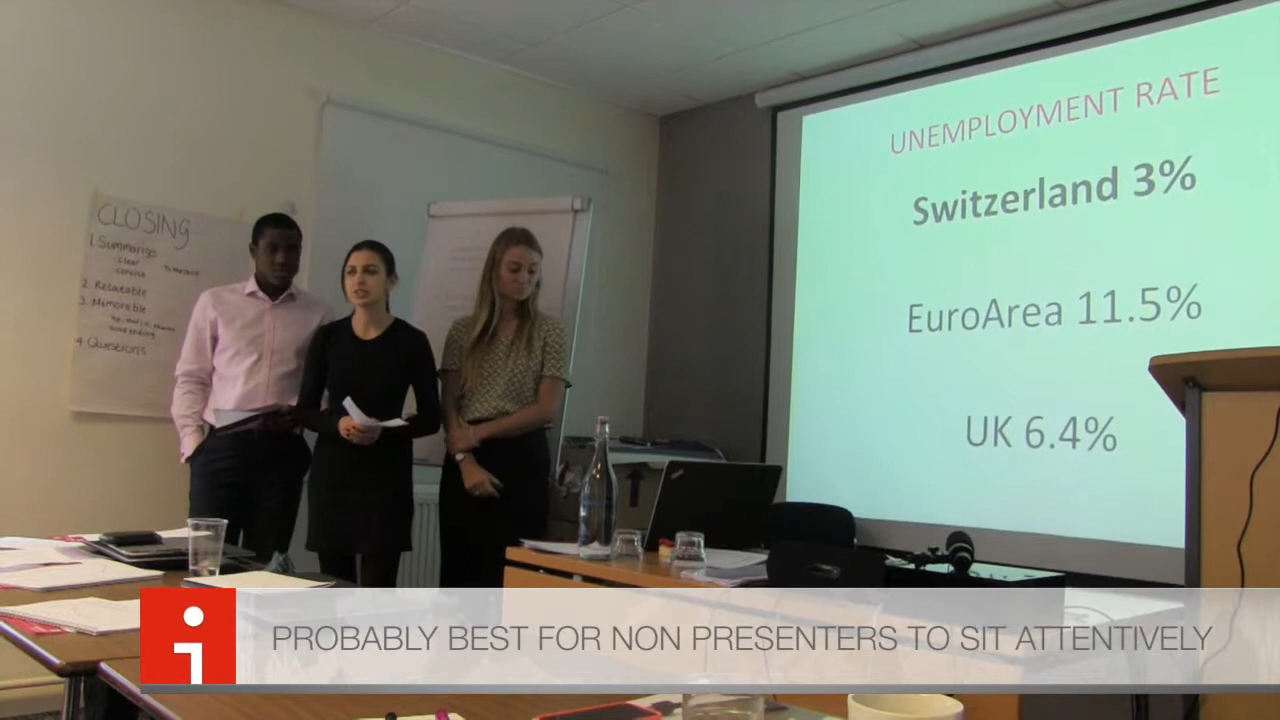 CLOSING
1. Summarise
Clear
Concise
2. Relatable
3. Memorable
4. Questions
UNEMPLOYMENT RATE
Switzerland 3%
EuroArea 11.5%
UK 6.4%
PROBABLY BEST FOR NON PRESENTERS TO SIT ATTENTIVELY